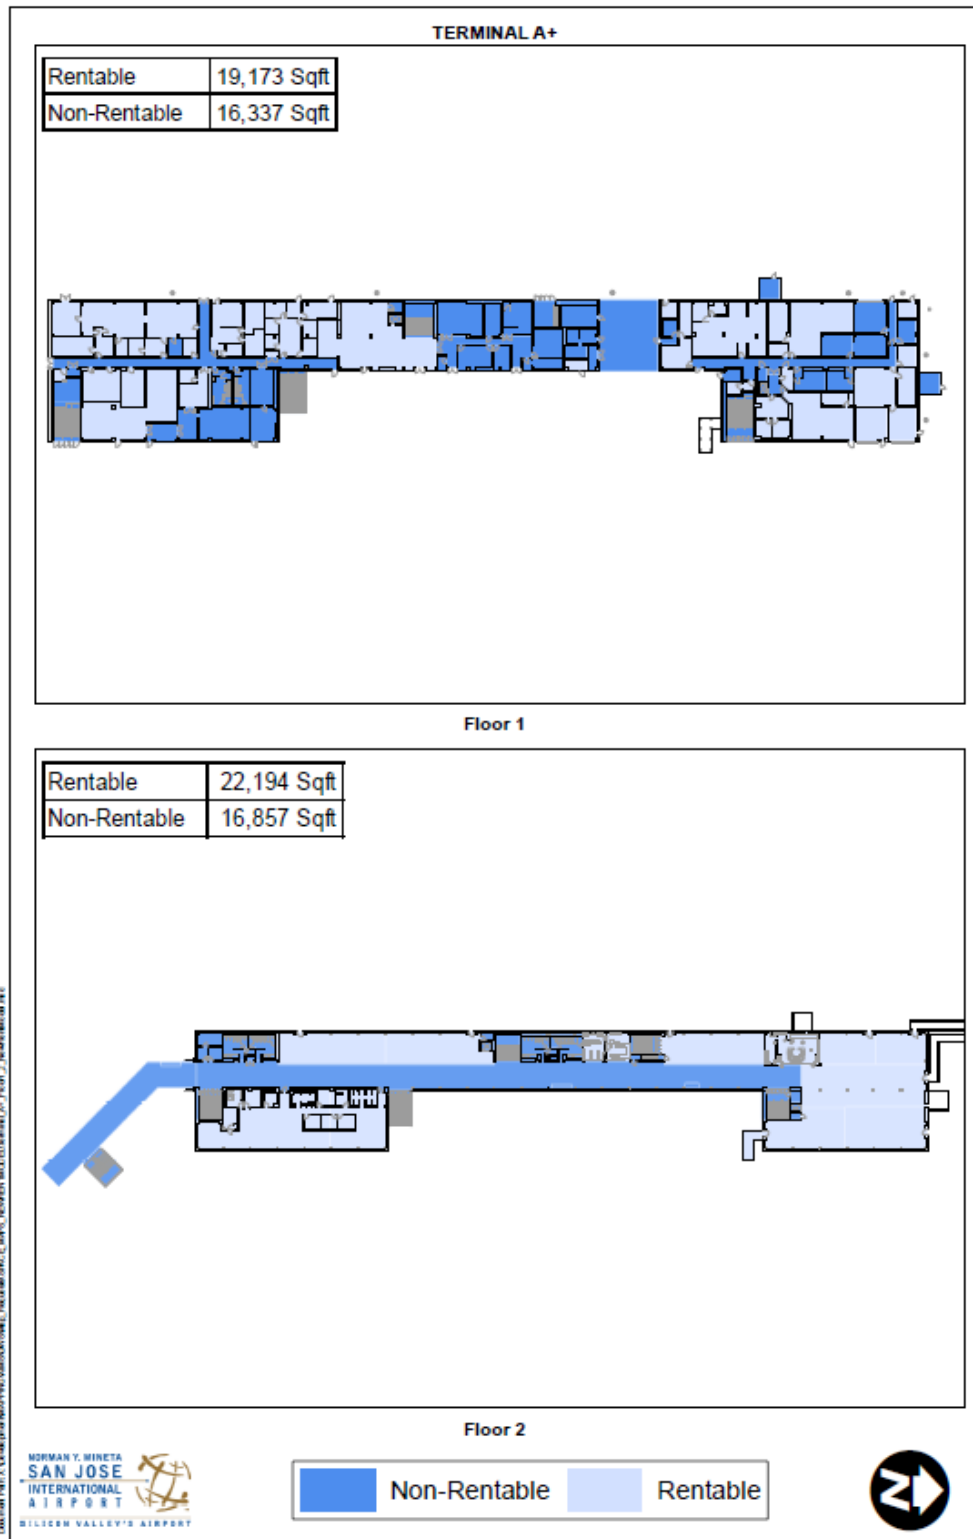 TERMINAL A+
Rentable 19,173 Sqft
Non-Rentable 16,337 Sqft
Floor 1
Rentable 22,194 Sqft
Non-Rentable 16,857 Sqft
Floor 2
NORMAN Y. MINETA
SAN JOSE
INTERNATIONAL
AIRPORT
SILICON VALLEY'S AIRPORT
Non-Rentable Rentable
N